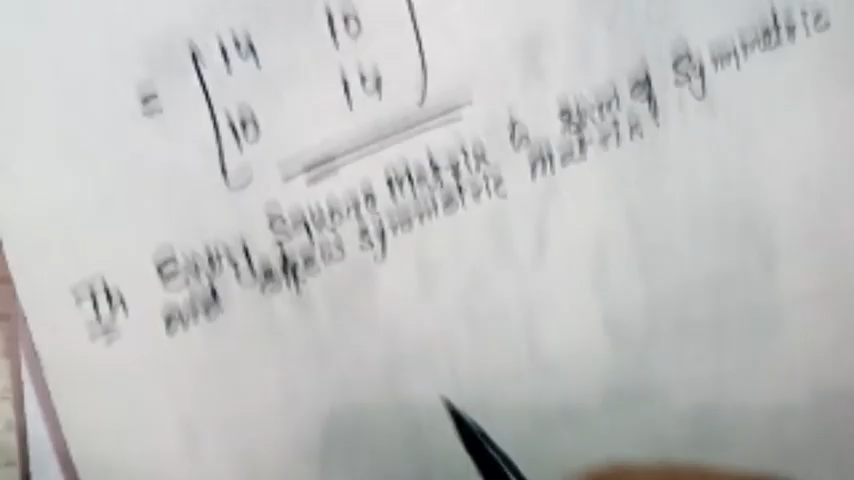 = [14 10
10 14]
Th Every Square Matrix is sum of symmetric
and skew symmetric matrix